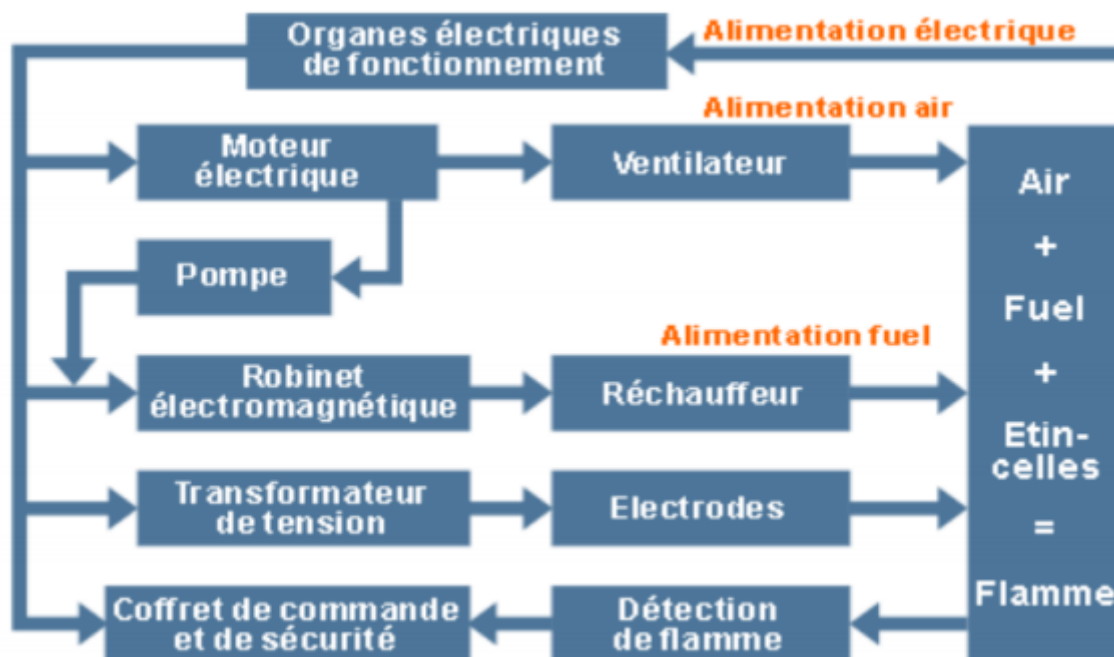 Organes électriques
de fonctionnement
Alimentation électrique
Alimentation air
Moteur
électrique
Ventilateur
Air
+
Fuel
+
Etin-
celles
=
Flamme
Pompe
Alimentation fuel
Robinet
électromagnétique
Réchauffeur
Transformateur
de tension
Electrodes
Coffret de commande
et de sécurité
Détection
de flamme